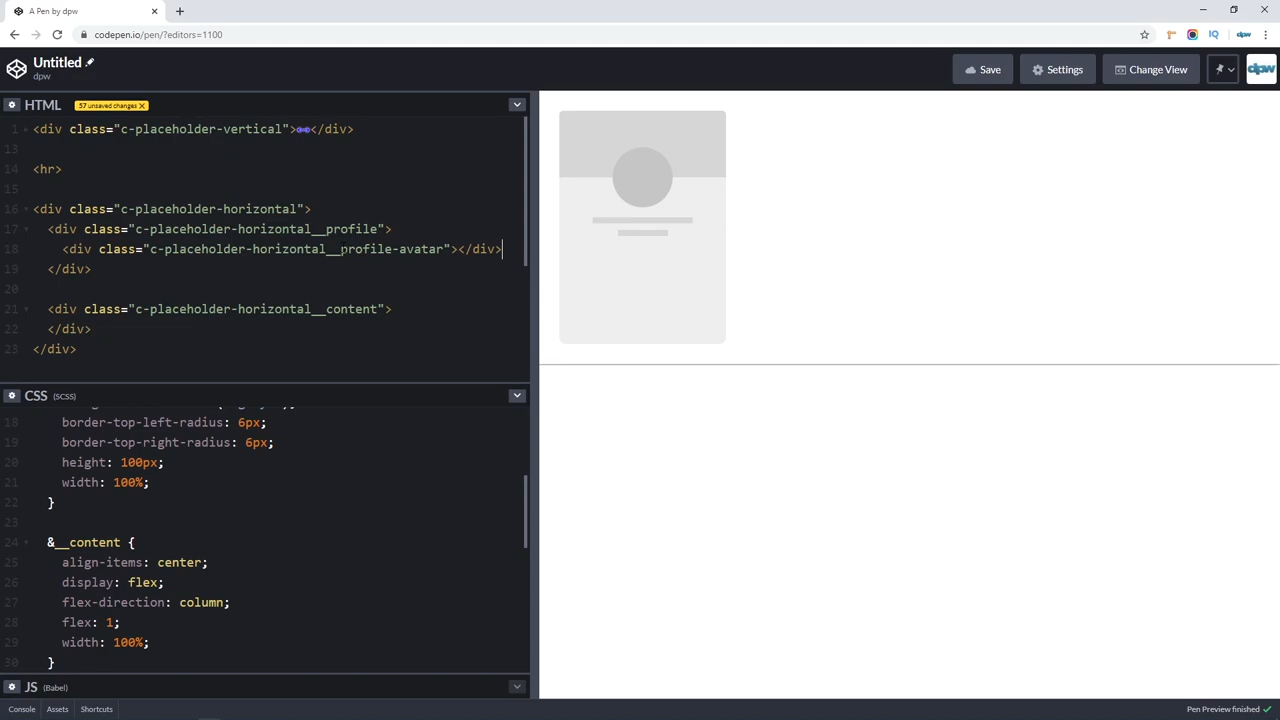 A Pen by dpw
codepen.io/pen/?editors=1100
IQ
dpw
Untitled
dpw
Save
Settings
Change View
dpw
HTML
57 unsaved changes X
1 <div class="c-placeholder-vertical"></div>
13
14 <hr>
15
16 <div class="c-placeholder-horizontal">
17 <div class="c-placeholder-horizontal__profile">
18 <div class="c-placeholder-horizontal__profile-avatar"></div>
19 </div>
20
21 <div class="c-placeholder-horizontal__content">
22 </div>
23 </div>
CSS (SCSS)
18 border-top-left-radius: 6px;
19 border-top-right-radius: 6px;
20 height: 100px;
21 width: 100%;
22 }
23
24 &__content {
25 align-items: center;
26 display: flex;
27 flex-direction: column;
28 flex: 1;
29 width: 100%;
30 }
JS (Babel)
Console
Assets
Shortcuts
Pen Preview finished